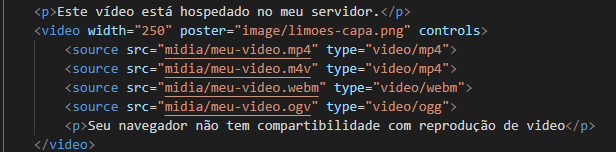 <p>Este vídeo está hospedado no meu servidor.</p>
<video width="250" poster="image/limoes-capa.png" controls>
<source src="midia/meu-video.mp4" type="video/mp4">
<source src="midia/meu-video.m4v" type="video/mp4">
<source src="midia/meu-video.webm" type="video/webm">
<source src="midia/meu-video.ogv" type="video/ogg">
<p>Seu navegador não tem compartibilidade com reprodução de video</p>
</video>